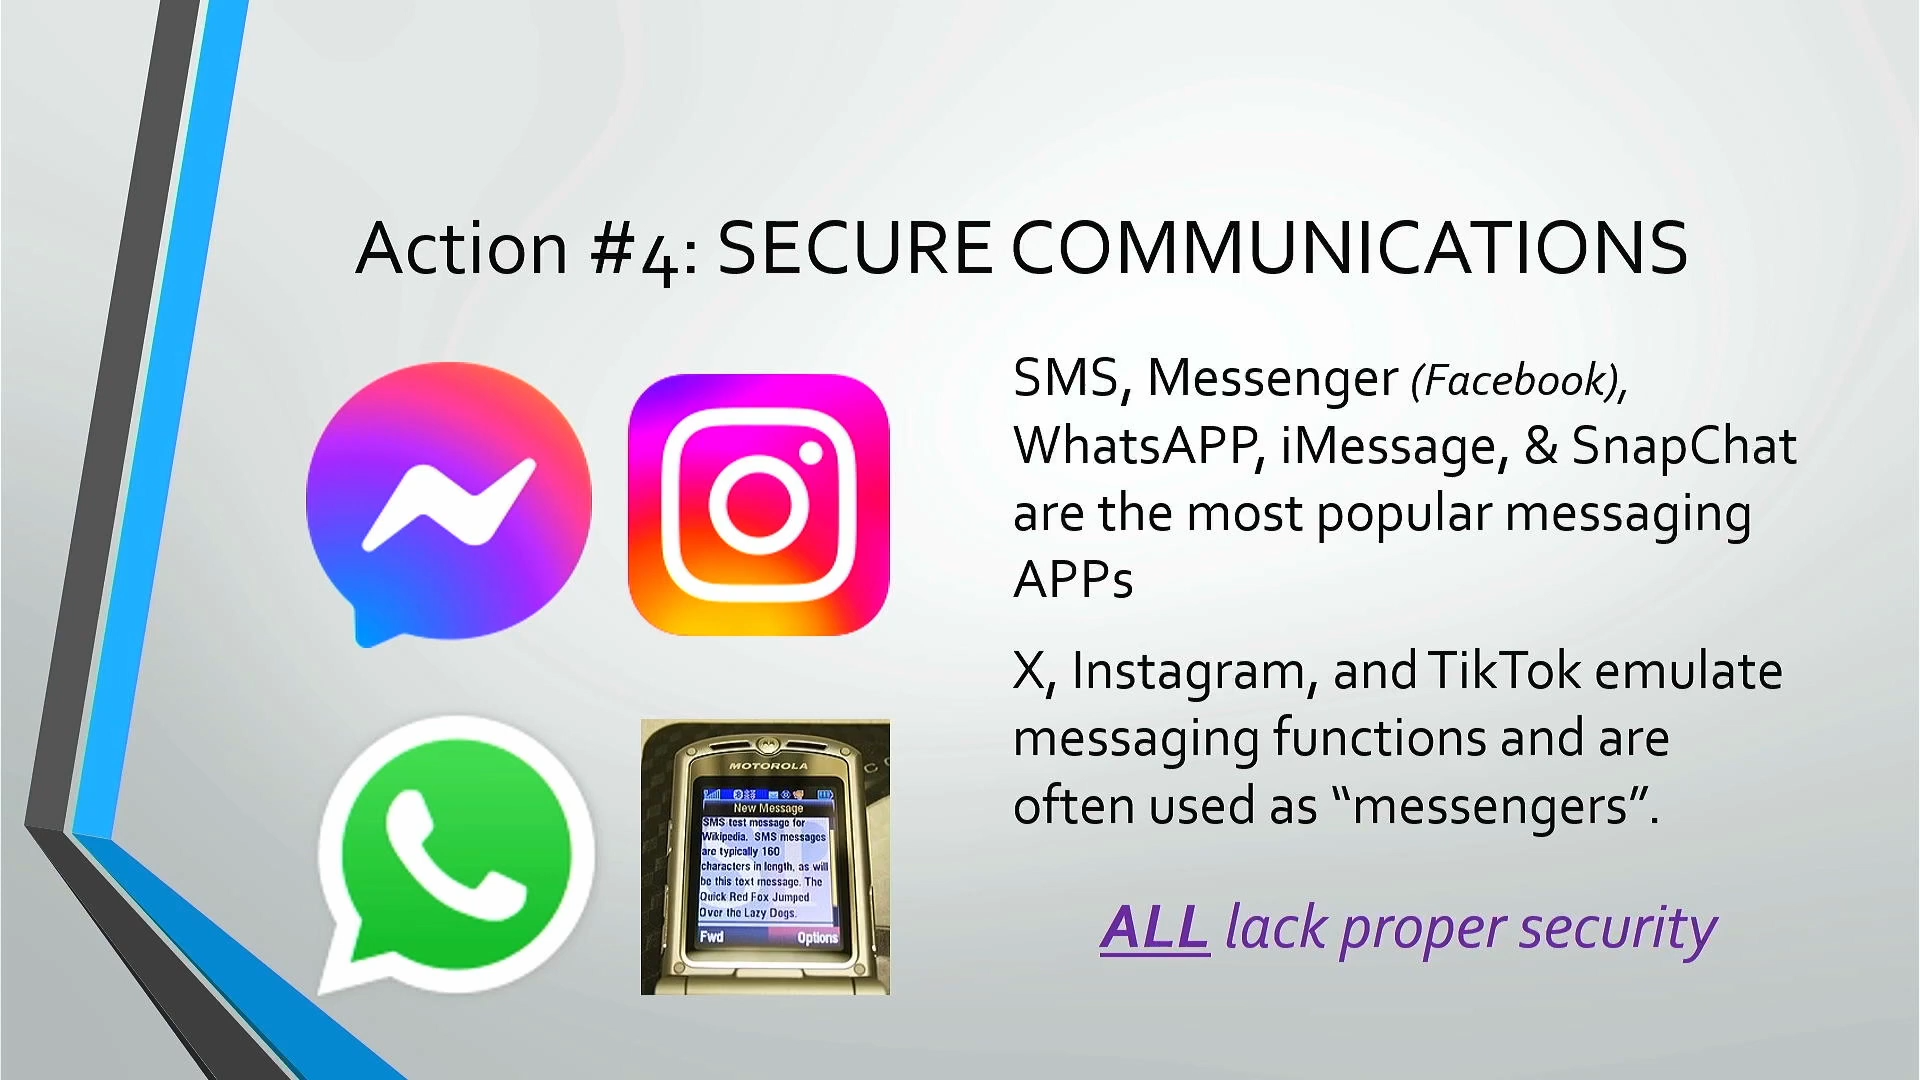 Action #4: SECURE COMMUNICATIONS
SMS, Messenger (Facebook),
WhatsAPP, iMessage, & SnapChat
are the most popular messaging
APPs
X, Instagram, and TikTok emulate
messaging functions and are
often used as “messengers”.
ALL lack proper security
MOTOROLA
New Message
SMS test message for
Wikipedia. SMS messages
are typically 160
characters in length, as will
be this text message. The
Quick Red Fox Jumped
Over the Lazy Dogs.
Fwd Options